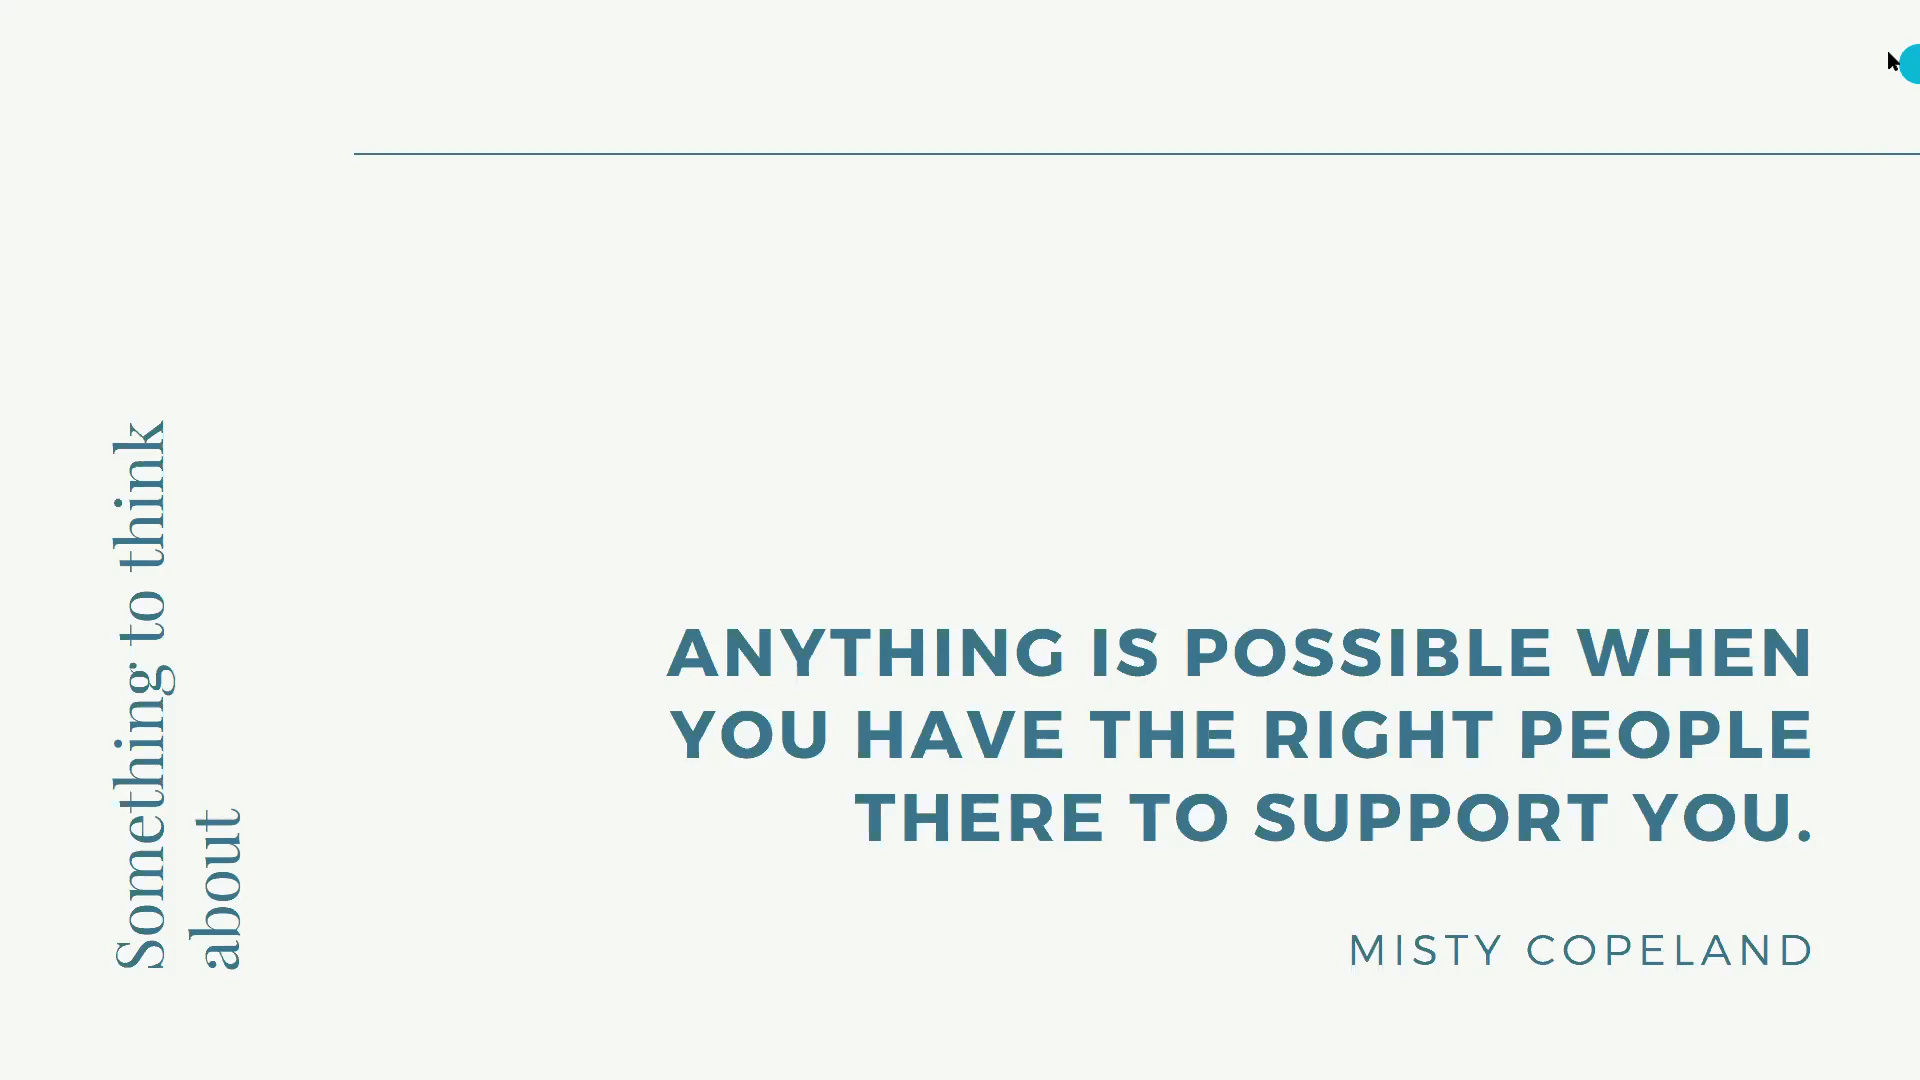 Something to think
about
ANYTHING IS POSSIBLE WHEN
YOU HAVE THE RIGHT PEOPLE
THERE TO SUPPORT YOU.
MISTY COPELAND